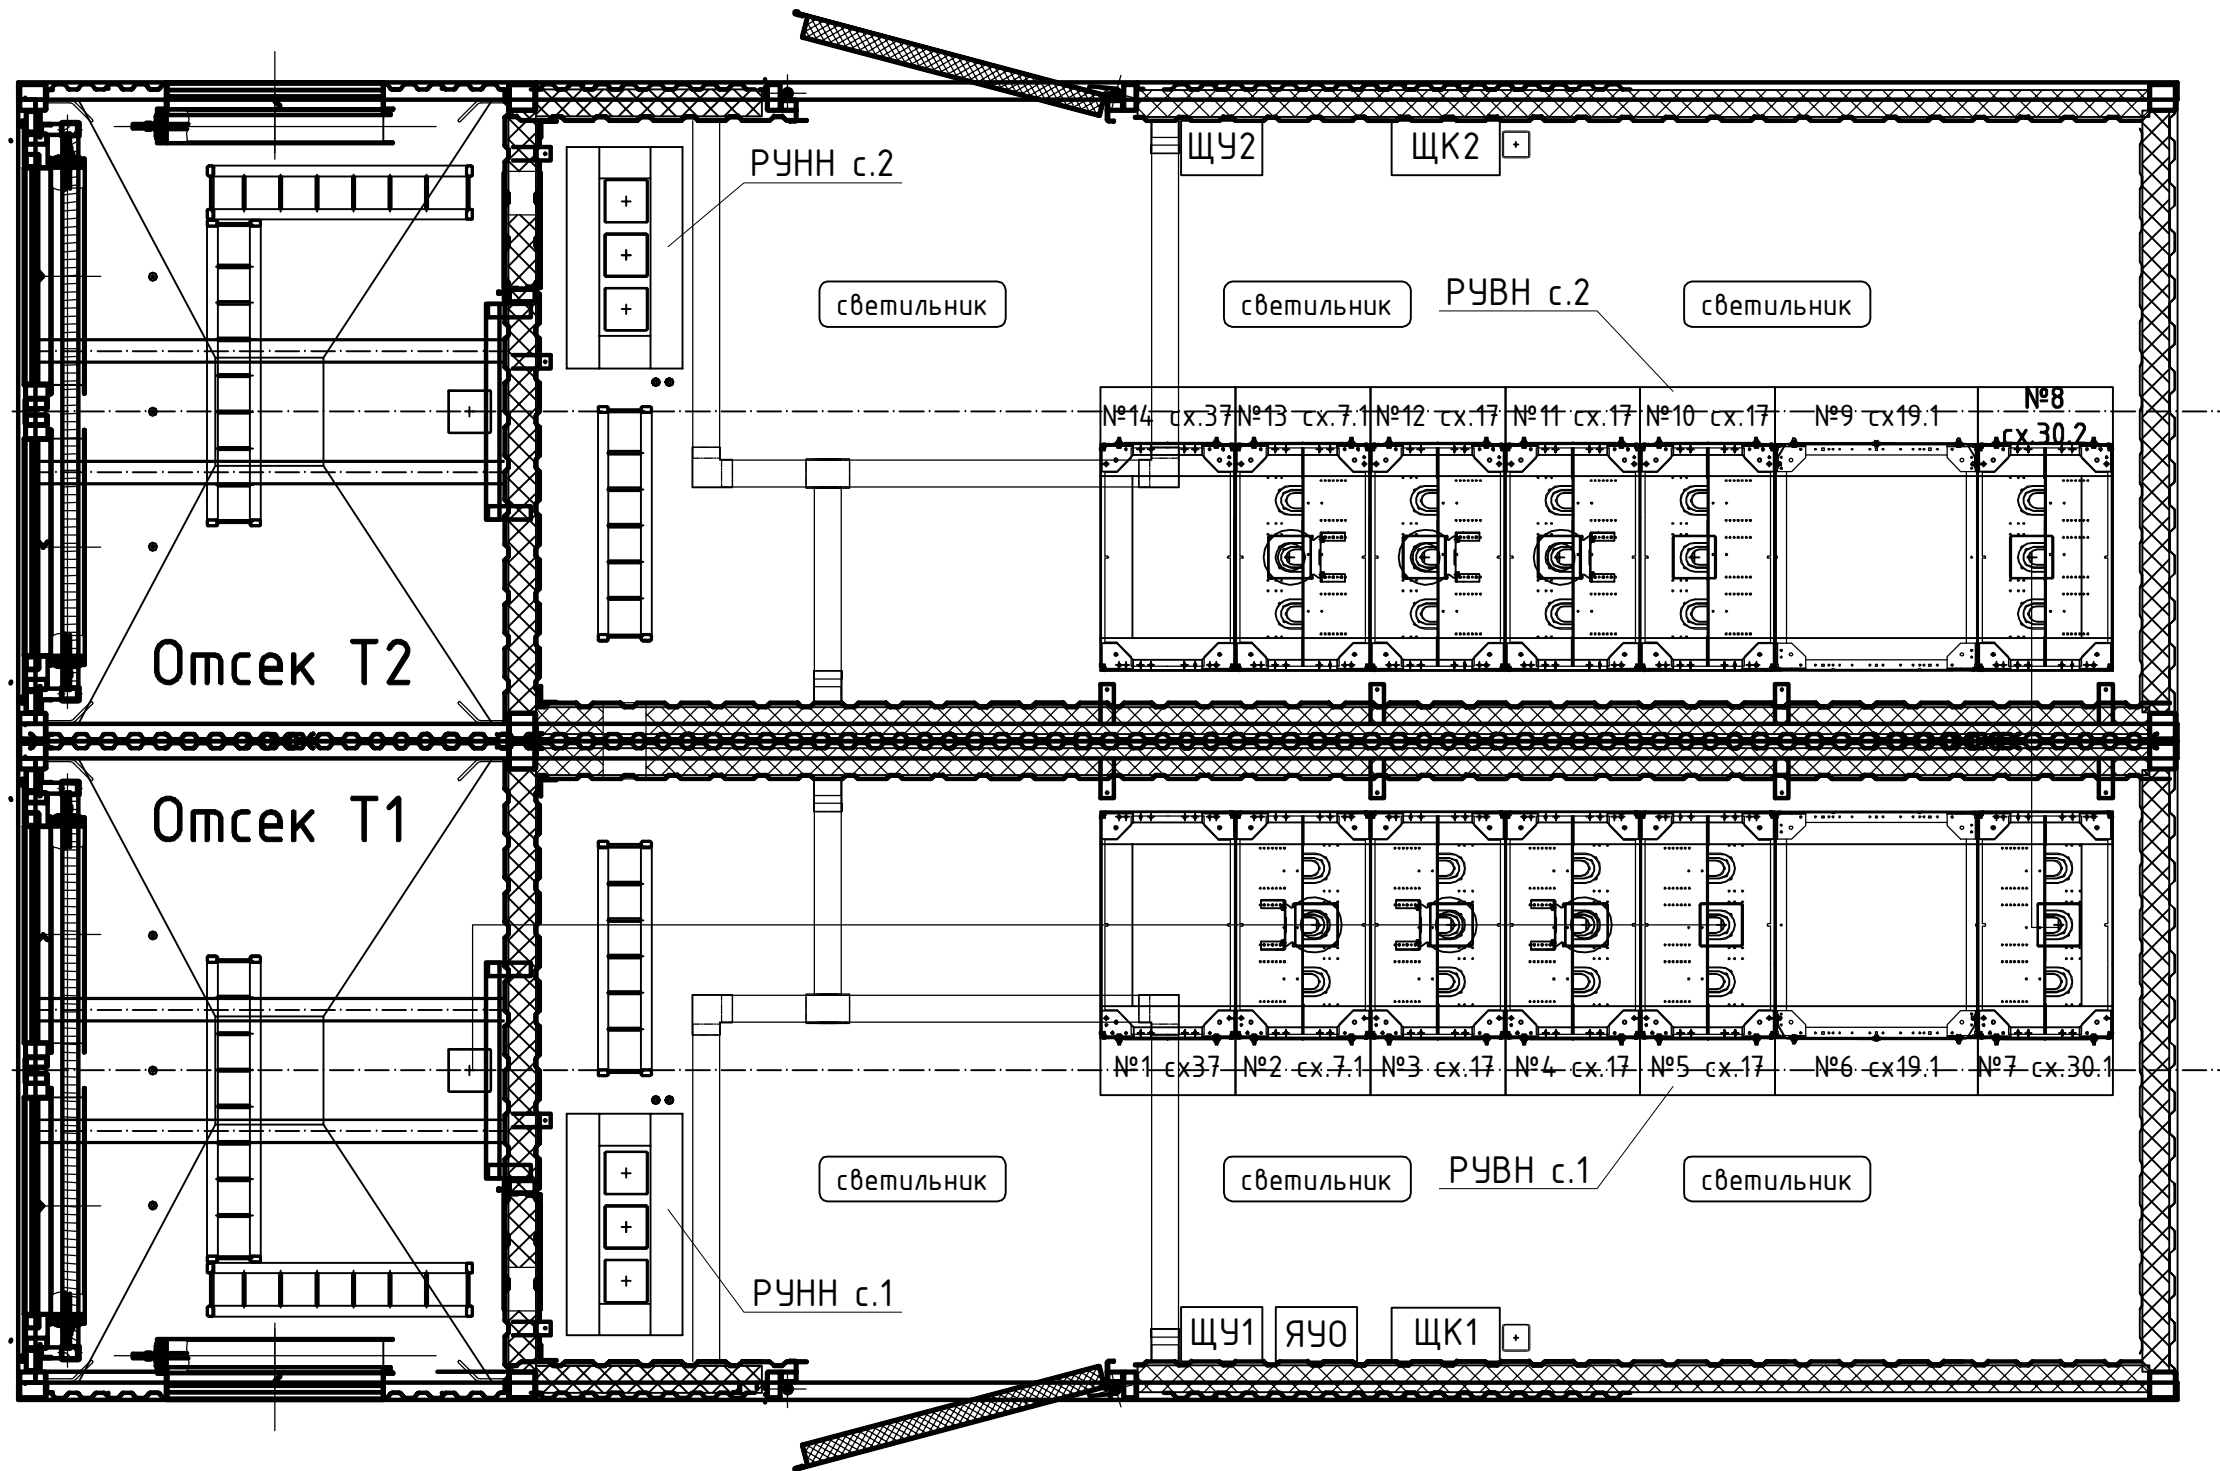 РУНН с.2
ЩУ2
ЩК2
светильник
светильник
РУВН с.2
светильник
№14 сх.37
№13 сх.7.1
№12 сх.17
№11 сх.17
№10 сх.17
№9 сх19.1
№8
сх.30.2
Отсек Т2
Отсек Т1
№1 сх37
№2 сх.7.1
№3 сх.17
№4 сх.17
№5 сх.17
№6 сх19.1
№7 сх.30.1
светильник
светильник
РУВН с.1
светильник
РУНН с.1
ЩУ1
ЯУО
ЩК1